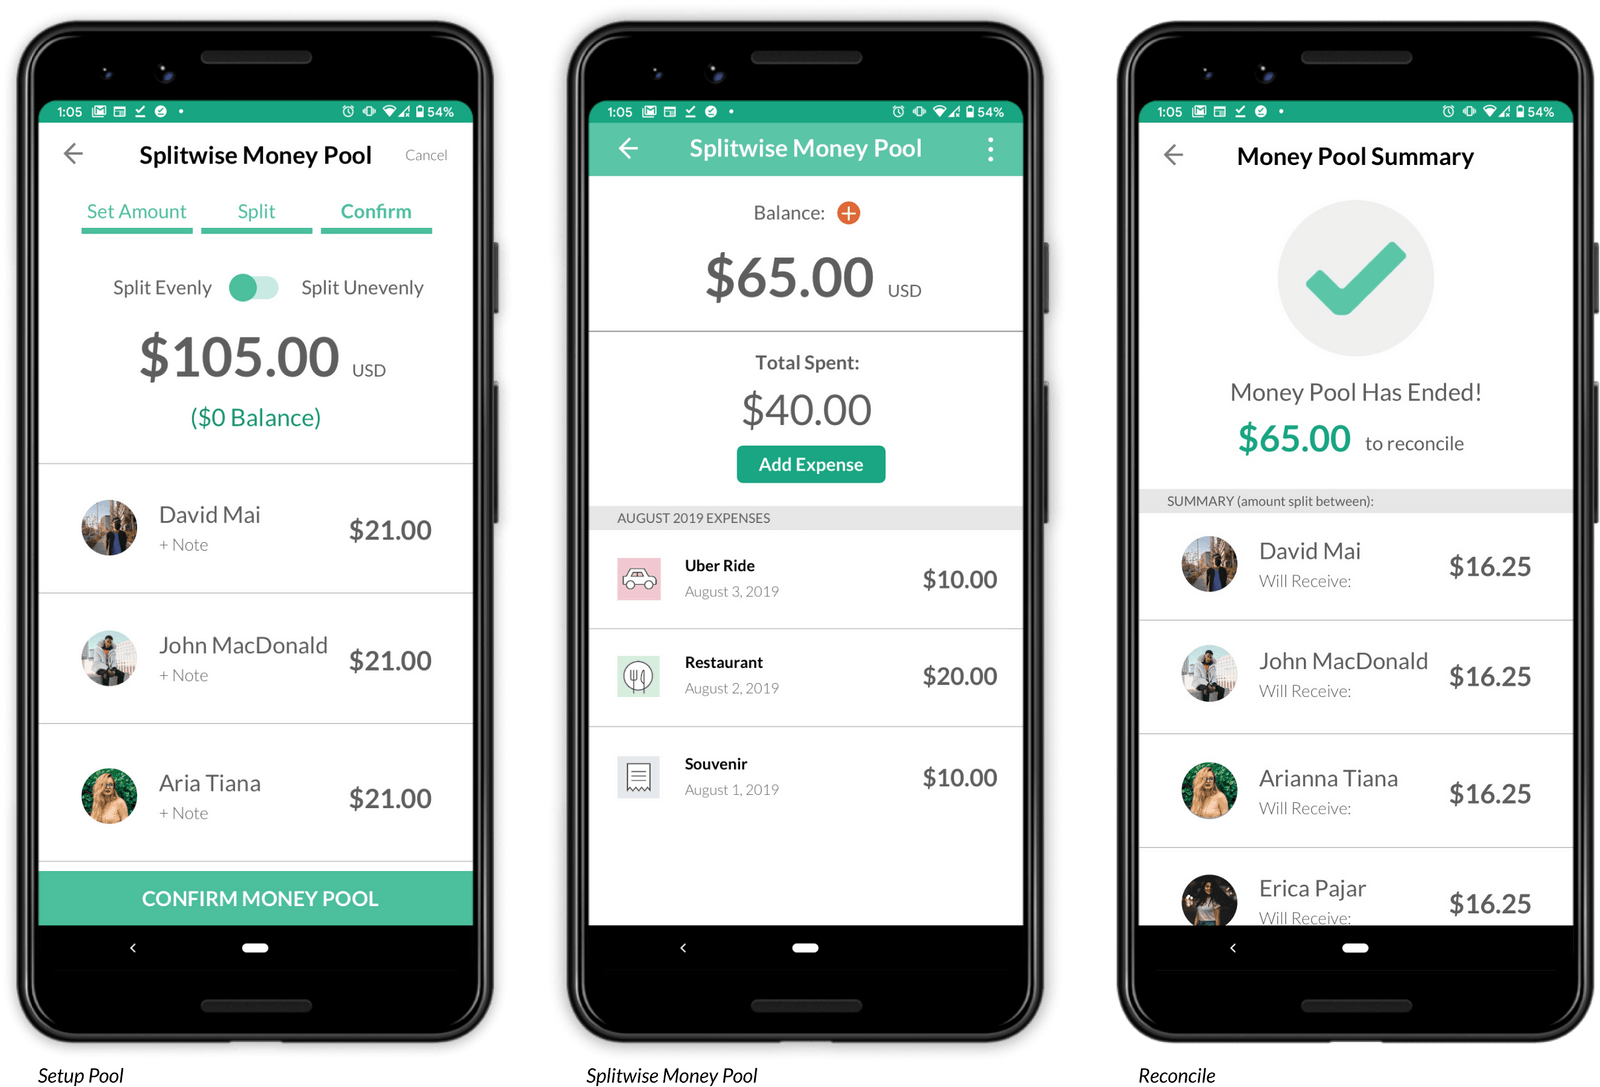 1:05
54%
Splitwise Money Pool
Cancel
Set Amount
Split
Confirm
Split Evenly
Split Unevenly
$105.00 USD
($0 Balance)
David Mai
+ Note
$21.00
John MacDonald
+ Note
$21.00
Aria Tiana
+ Note
$21.00
CONFIRM MONEY POOL
Setup Pool
1:05
54%
Splitwise Money Pool
Balance:
$65.00 USD
Total Spent:
$40.00
Add Expense
AUGUST 2019 EXPENSES
Uber Ride
August 3, 2019
$10.00
Restaurant
August 2, 2019
$20.00
Souvenir
August 1, 2019
$10.00
Splitwise Money Pool
1:05
54%
Money Pool Summary
Money Pool Has Ended!
$65.00 to reconcile
SUMMARY (amount split between):
David Mai
Will Receive:
$16.25
John MacDonald
Will Receive:
$16.25
Arianna Tiana
Will Receive:
$16.25
Erica Pajar
Will Receive:
$16.25
Reconcile